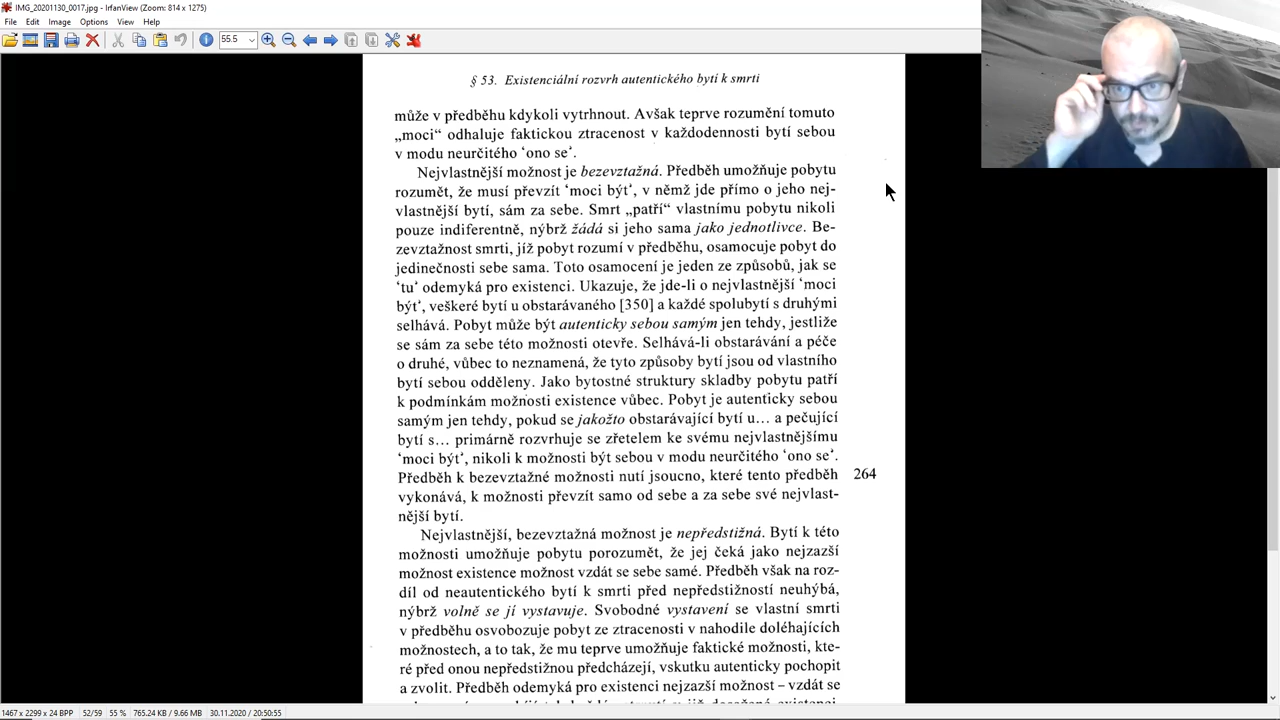 IMG_20201130_0017.jpg - IrfanView (Zoom: 814 x 1275)
File Edit Image Options View Help
55.5
§ 53. Existenciální rozvrh autentického bytí k smrti
může v předběhu kdykoli vytrhnout. Avšak teprve rozumění tomuto
„moci“ odhaluje faktickou ztracenost v každodennosti bytí sebou
v modu neurčitého ‘ono se’.
Nejvlastnější možnost je bezevztažná. Předběh umožňuje pobytu
rozumět, že musí převzít ‘moci být’, v němž jde přímo o jeho nej-
vlastnější bytí, sám za sebe. Smrt „patří“ vlastnímu pobytu nikoli
pouze indiferentně, nýbrž žádá si jeho sama jako jednotlivce. Be-
zevztažnost smrti, jíž pobyt rozumí v předběhu, osamocuje pobyt do
jedinečnosti sebe sama. Toto osamocení je jeden ze způsobů, jak se
‘tu’ odemyká pro existenci. Ukazuje, že jde-li o nejvlastnější ‘moci
být’, veškeré bytí u obstarávaného [350] a každé spolubytí s druhými
selhává. Pobyt může být autenticky sebou samým jen tehdy, jestliže
se sám za sebe této možnosti otevře. Selhává-li obstarávání a péče
o druhé, vůbec to neznamená, že tyto způsoby bytí jsou od vlastního
bytí sebou odděleny. Jako bytostné struktury skladby pobytu patří
k podmínkám možnosti existence vůbec. Pobyt je autenticky sebou
samým jen tehdy, pokud se jakožto obstarávající bytí u... a pečující
bytí s... primárně rozvrhuje se zřetelem ke svému nejvlastnějšímu
‘moci být’, nikoli k možnosti být sebou v modu neurčitého ‘ono se’.
Předběh k bezevztažné možnosti nutí jsoucno, které tento předběh 264
vykonává, k možnosti převzít samo od sebe a za sebe své nejvlast-
nější bytí.
Nejvlastnější, bezevztažná možnost je nepředstižná. Bytí k této
možnosti umožňuje pobytu porozumět, že jej čeká jako nejzazší
možnost existence možnost vzdát se sebe samé. Předběh však na roz-
díl od neautentického bytí k smrti před nepředstižností neuhýbá,
nýbrž volně se jí vystavuje. Svobodné vystavení se vlastní smrti
v předběhu osvobozuje pobyt ze ztracenosti v nahodile doléhajících
možnostech, a to tak, že mu teprve umožňuje faktické možnosti, kte-
ré před onou nepředstižnou předcházejí, vskutku autenticky pochopit
a zvolit. Předběh odemyká pro existenci nejzazší možnost – vzdát se
1467 x 2299 x 24 BPP 52/59 55 % 765.24 KB / 9.66 MB 30.11.2020 / 20:50:55